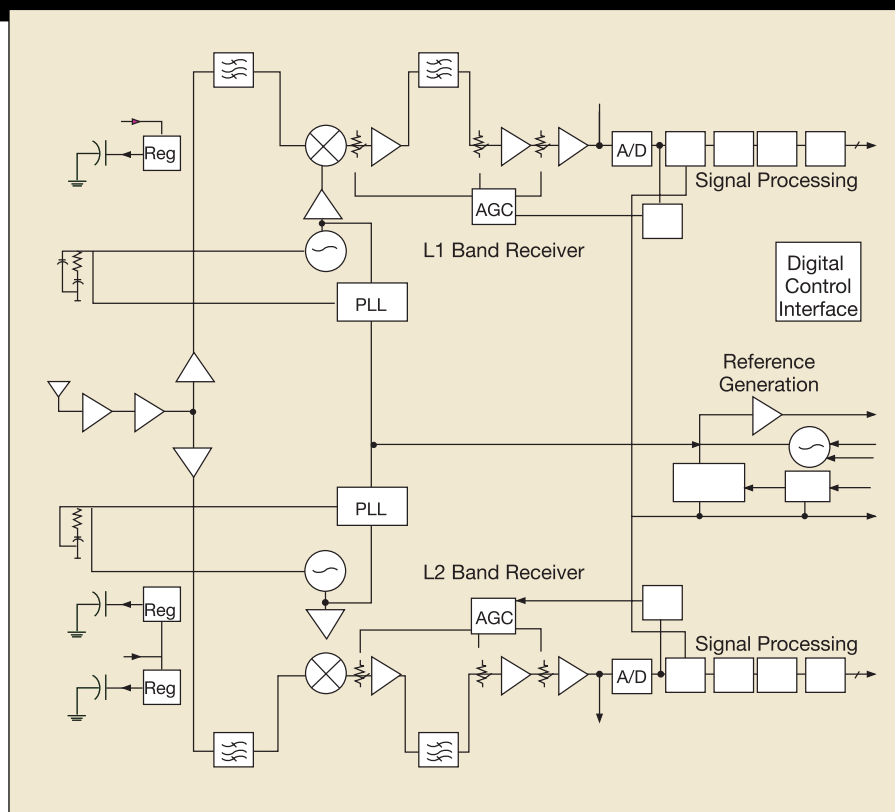 Reg
A/D
Signal Processing
AGC
L1 Band Receiver
Digital
Control
Interface
PLL
Reference
Generation
PLL
L2 Band Receiver
Reg
AGC
Signal Processing
A/D
Reg